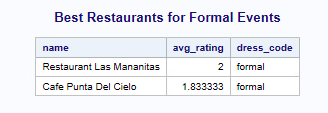 Best Restaurants for Formal Events
name avg_rating dress_code
Restaurant Las Mananitas 2 formal
Cafe Punta Del Cielo 1.833333 formal